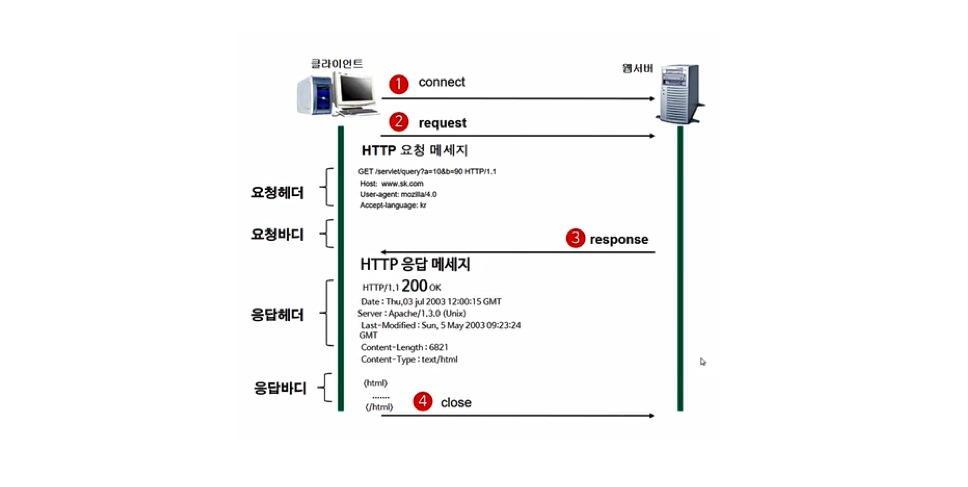 클라이언트
웹서버
1 connect
2 request
HTTP 요청 메세지
GET /servlet/query?a=10&b=90 HTTP/1.1
요청헤더
Host: www.sk.com
User-agent: mozilla/4.0
Accept-language: kr
요청바디
3 response
HTTP 응답 메세지
HTTP/1.1 200 OK
Date : Thu,03 jul 2003 12:00:15 GMT
응답헤더
Server : Apache/1.3.0 (Unix)
Last-Modified : Sun, 5 May 2003 09:23:24
GMT
Content-Length : 6821
Content-Type : text/html
응답바디
⟨html⟩
.......
⟨/html⟩
4 close